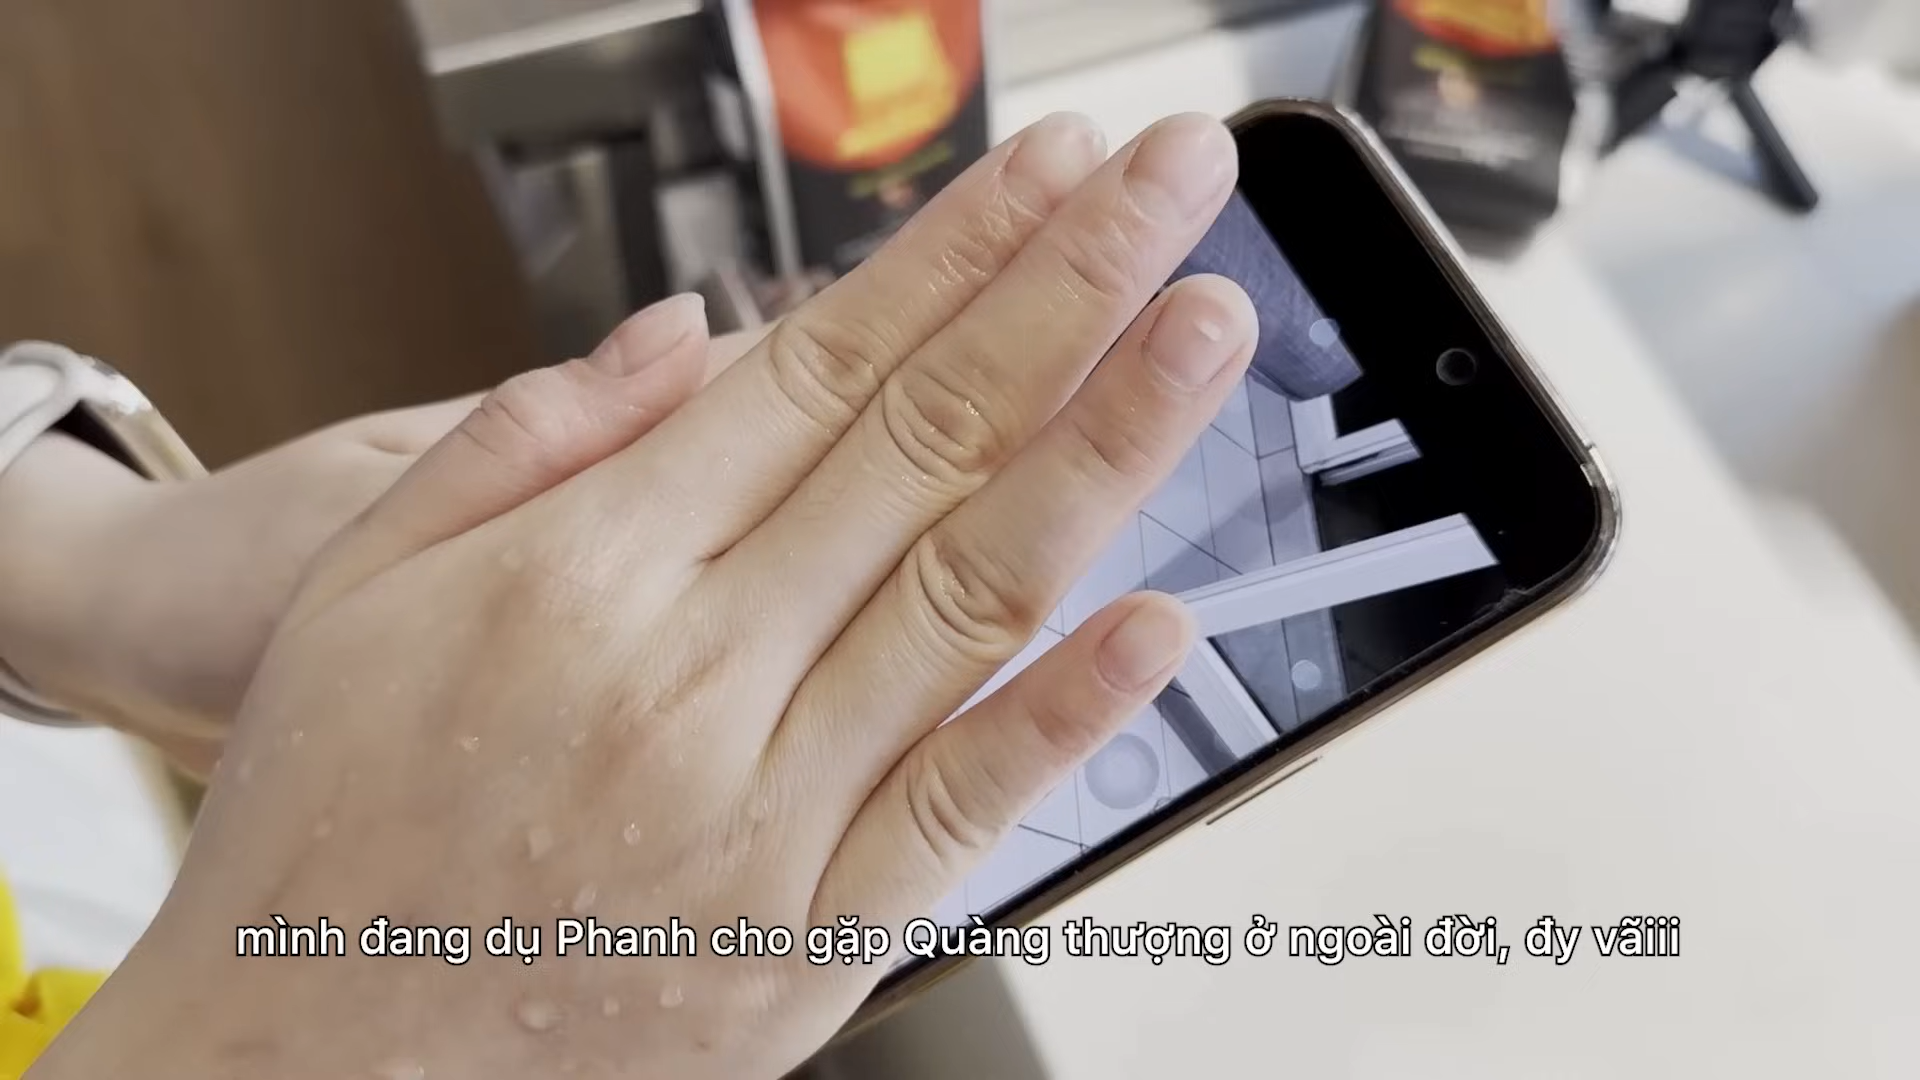 mình đang dụ Phanh cho gặp Quàng thượng ở ngoài đời, đy vãiii